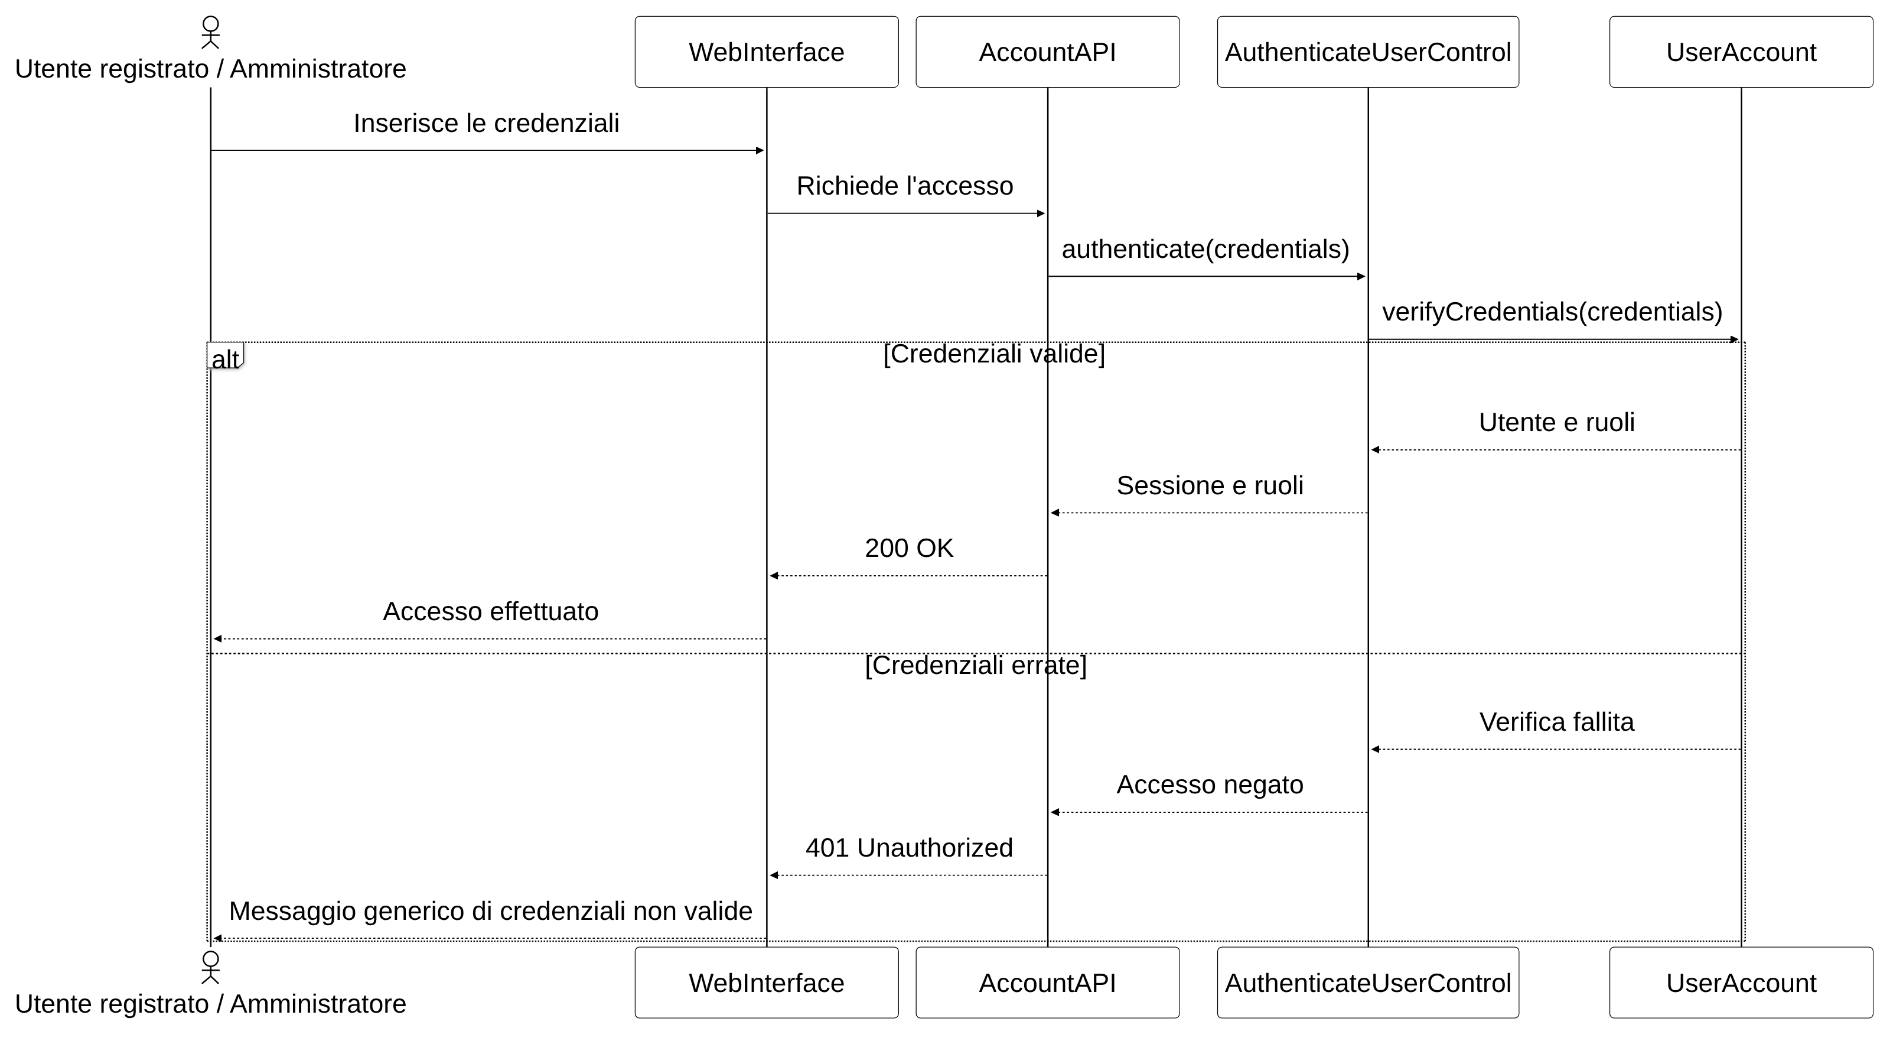 Utente registrato / Amministratore
WebInterface
AccountAPI
AuthenticateUserControl
UserAccount
Inserisce le credenziali
Richiede l'accesso
authenticate(credentials)
verifyCredentials(credentials)
alt
[Credenziali valide]
Utente e ruoli
Sessione e ruoli
200 OK
Accesso effettuato
[Credenziali errate]
Verifica fallita
Accesso negato
401 Unauthorized
Messaggio generico di credenziali non valide
Utente registrato / Amministratore
WebInterface
AccountAPI
AuthenticateUserControl
UserAccount